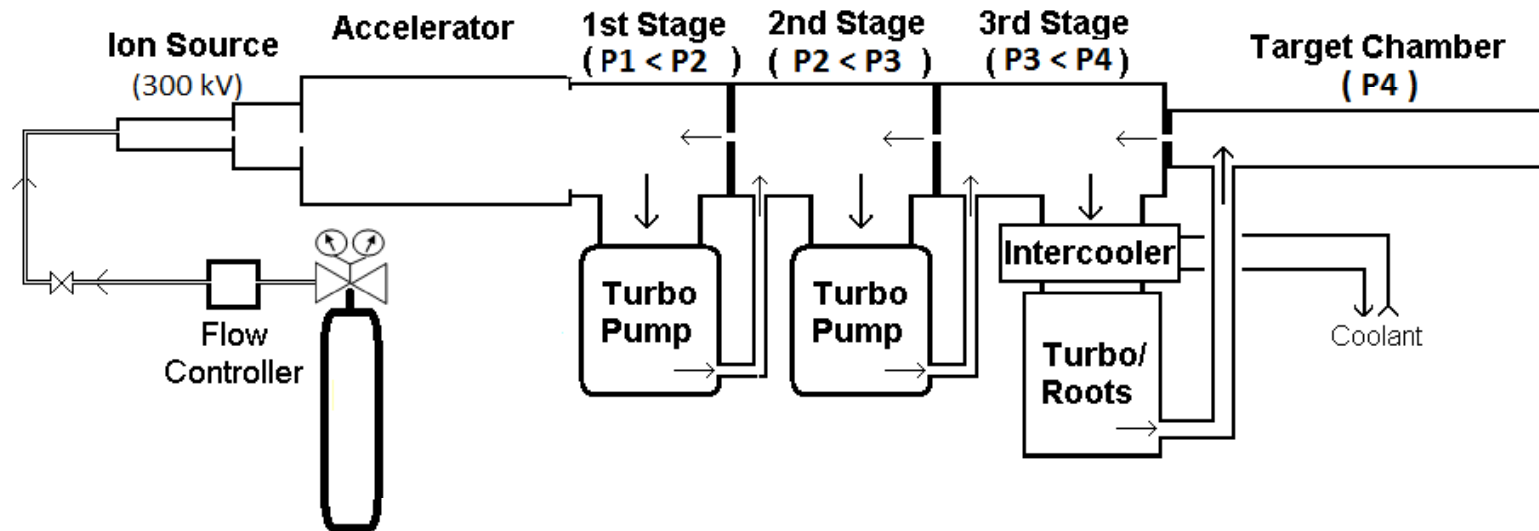 Ion Source
(300 kV)
Accelerator
1st Stage
( P1 < P2 )
2nd Stage
( P2 < P3 )
3rd Stage
( P3 < P4 )
Target Chamber
( P4 )
Flow
Controller
Turbo
Pump
Turbo
Pump
Intercooler
Turbo/
Roots
Coolant